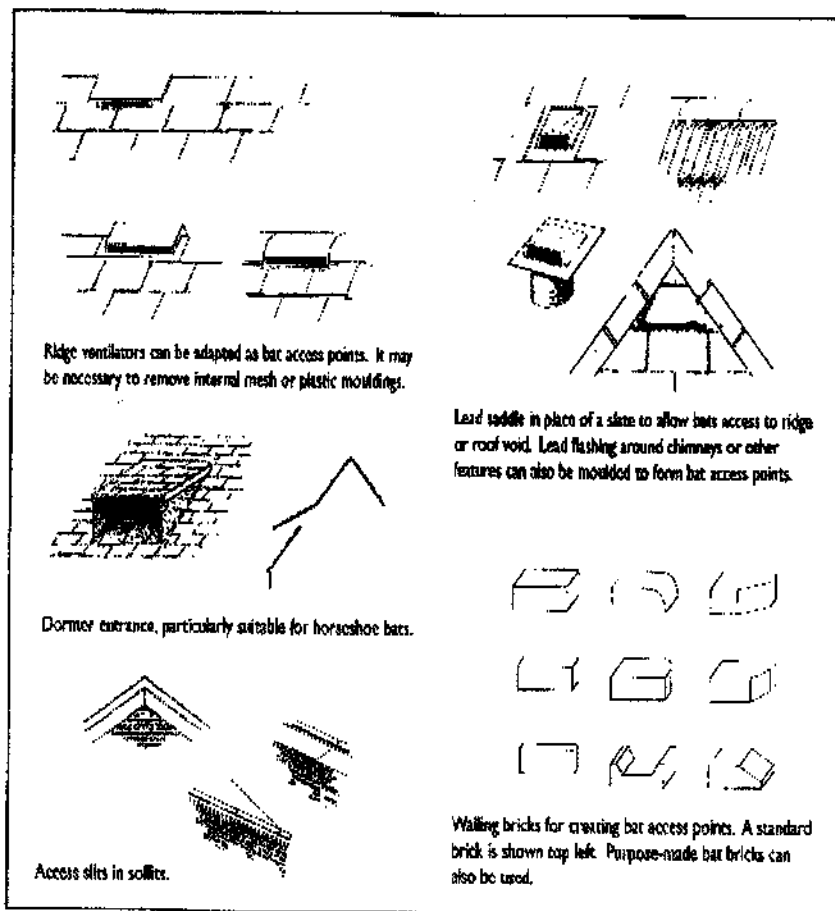 Ridge ventilators can be adapted as bat access points. It may
be necessary to remove internal mesh or plastic mouldings.
Lead saddle in place of a slate to allow bats access to ridge
or roof void. Lead flashing around chimneys or other
features can also be moulded to form bat access points.
Dormer entrance, particularly suitable for horseshoe bats.
Access slits in soffits.
Walling bricks for creating bat access points. A standard
brick is shown top left. Purpose-made bat bricks can
also be used.